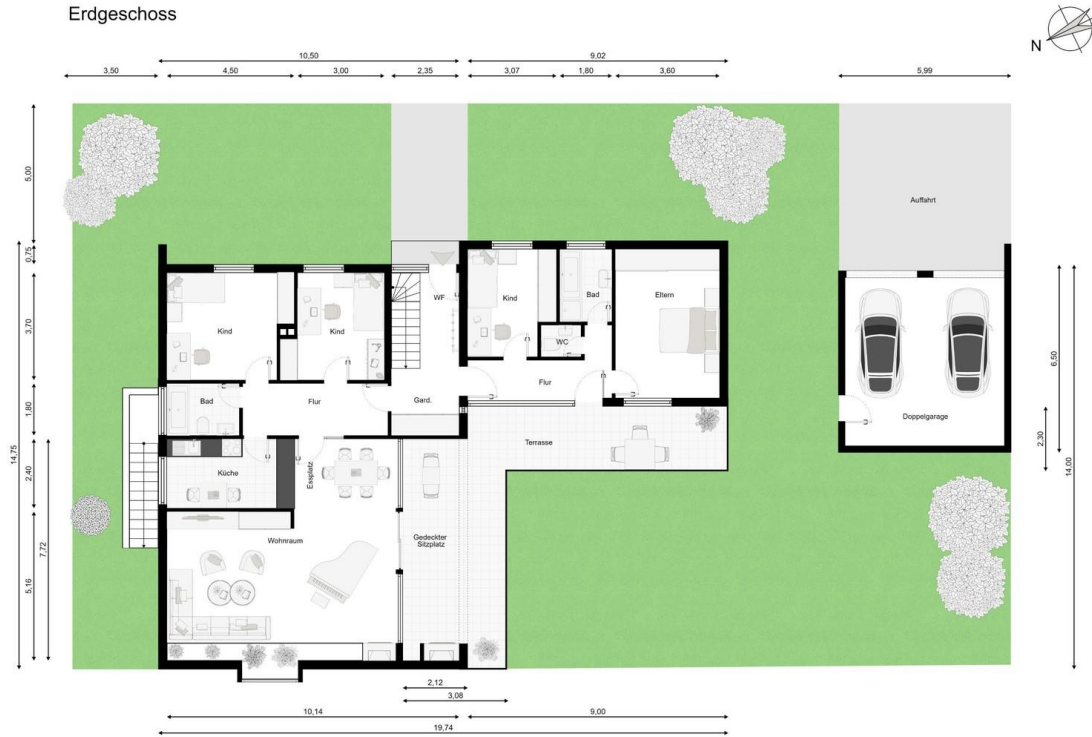 Erdgeschoss
N
10,50
9,02
3,50
4,50
3,00
2,35
3,07
1,80
3,60
5,99
5,00
0,75
3,70
1,80
14,75
2,40
7,72
5,16
Auffahrt
WF
Kind
Bad
Eltern
Kind
Kind
WC
Flur
Bad
Flur
Gard.
Doppelgarage
Terrasse
Küche
Essplatz
Wohnraum
Gedeckter
Sitzplatz
6,50
2,30
14,00
2,12
3,08
10,14
9,00
19,74